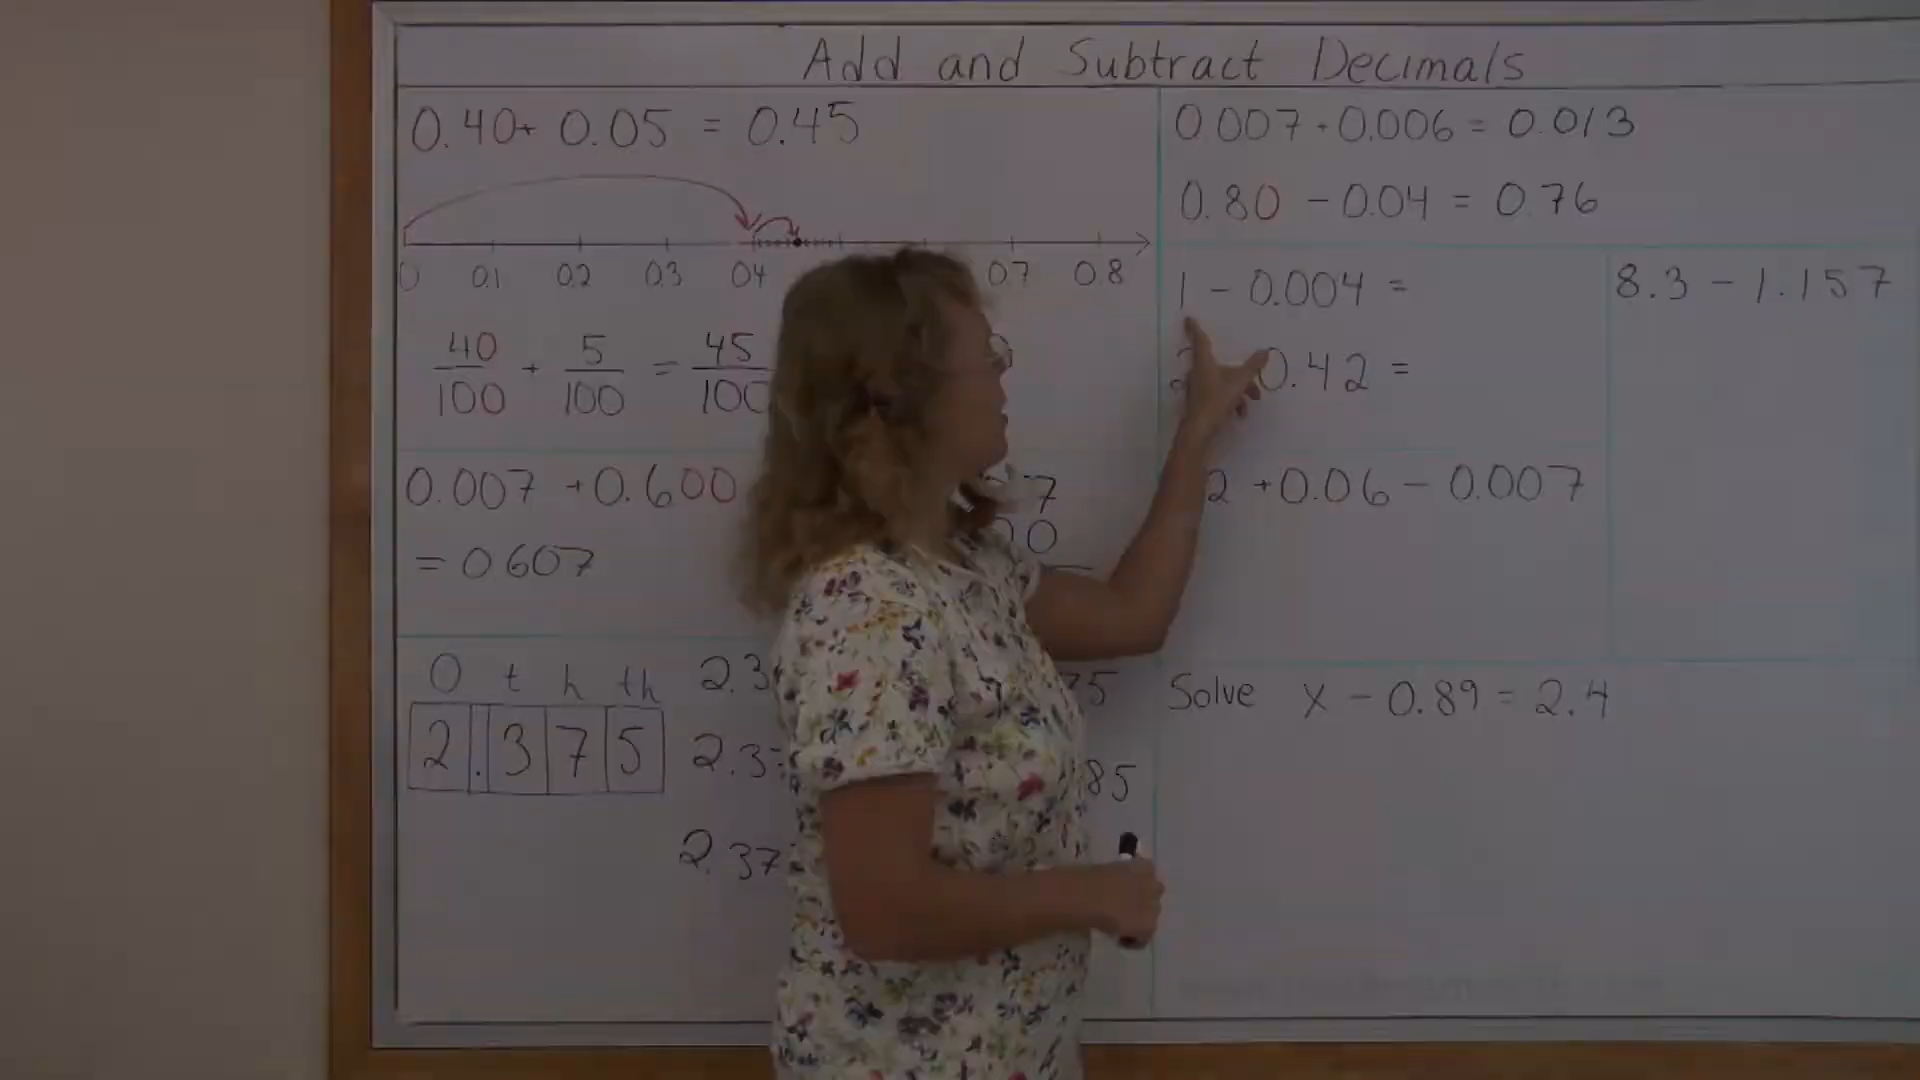 Add and Subtract Decimals
0.40+ 0.05 = 0.45
0 0.1 0.2 0.3 0.4 0.7 0.8
40/100 + 5/100 = 45/100
0.007 + 0.600
= 0.607
O t h th
2 . 3 7 5
2.3
2.37
2.37
75
85
0.007 + 0.006 = 0.013
0.80 - 0.04 = 0.76
1 - 0.004 =
2 0.42 =
2 + 0.06 - 0.007
8.3 - 1.157
Solve x - 0.89 = 2.4